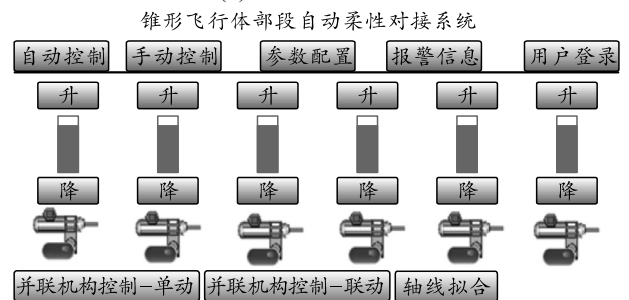 锥形飞行体部段自动柔性对接系统
自动控制 手动控制 参数配置 报警信息 用户登录
升 升 升 升 升 升
降 降 降 降 降 降
并联机构控制-单动 并联机构控制-联动 轴线拟合